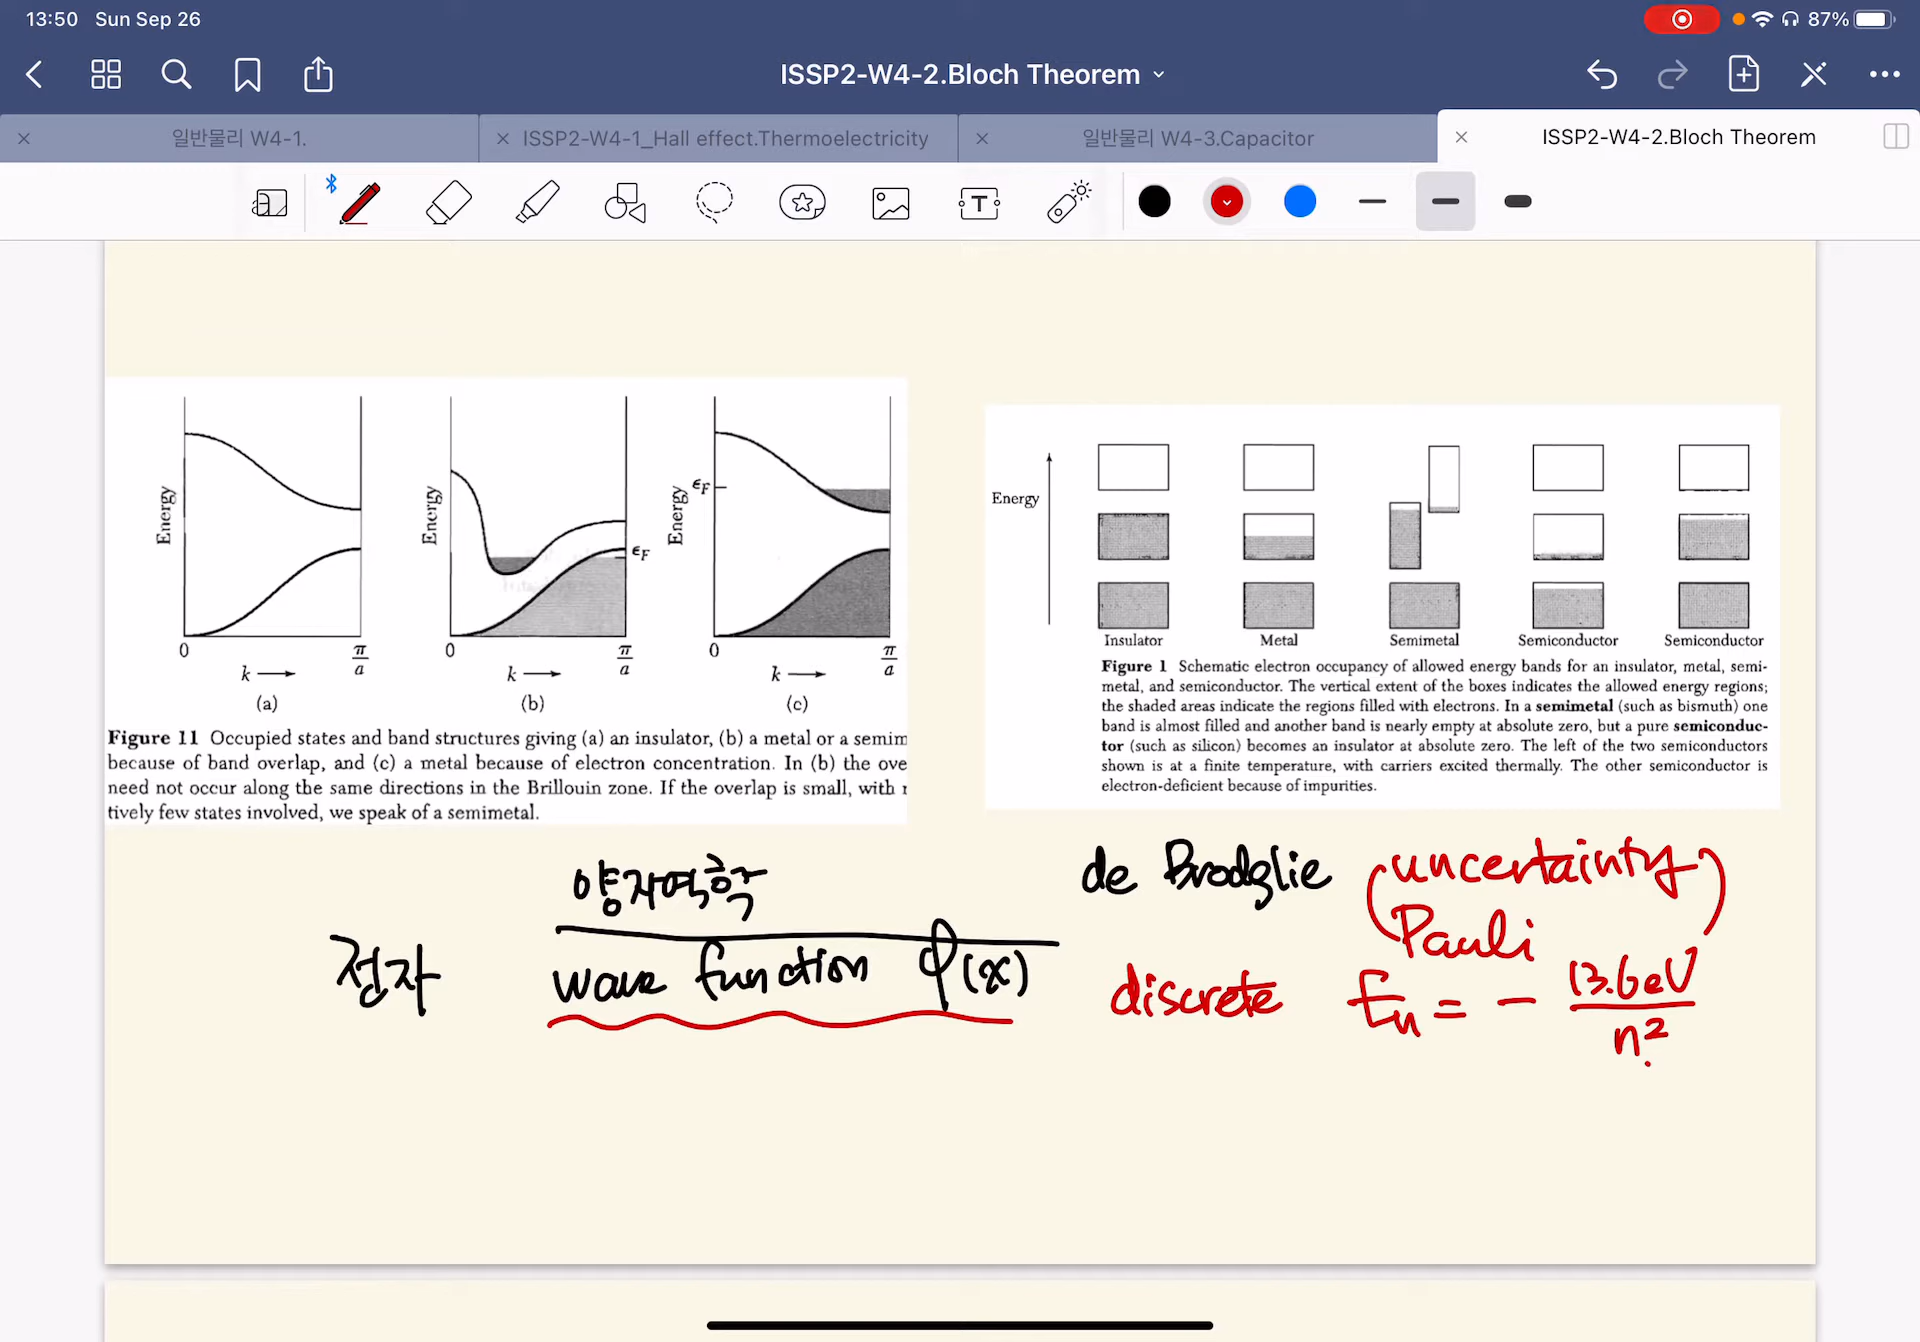 13:50 Sun Sep 26
87%
ISSP2-W4-2.Bloch Theorem
일반물리 W4-1.
ISSP2-W4-1_Hall effect.Thermoelectricity
일반물리 W4-3.Capacitor
ISSP2-W4-2.Bloch Theorem
Energy
0
k
π/a
(a)
Energy
ϵF
0
k
π/a
(b)
Energy
ϵF
0
k
π/a
(c)
Figure 11 Occupied states and band structures giving (a) an insulator, (b) a metal or a semim
because of band overlap, and (c) a metal because of electron concentration. In (b) the ove
need not occur along the same directions in the Brillouin zone. If the overlap is small, with r
tively few states involved, we speak of a semimetal.
Energy
Insulator Metal Semimetal Semiconductor Semiconductor
Figure 1 Schematic electron occupancy of allowed energy bands for an insulator, metal, semi-
metal, and semiconductor. The vertical extent of the boxes indicates the allowed energy regions;
the shaded areas indicate the regions filled with electrons. In a semimetal (such as bismuth) one
band is almost filled and another band is nearly empty at absolute zero, but a pure semiconduc-
tor (such as silicon) becomes an insulator at absolute zero. The left of the two semiconductors
shown is at a finite temperature, with carriers excited thermally. The other semiconductor is
electron-deficient because of impurities.
양자역학
전자
wave function φ(x)
de Brodglie
(uncertainty
Pauli)
discrete En = - 13.6eV/n²